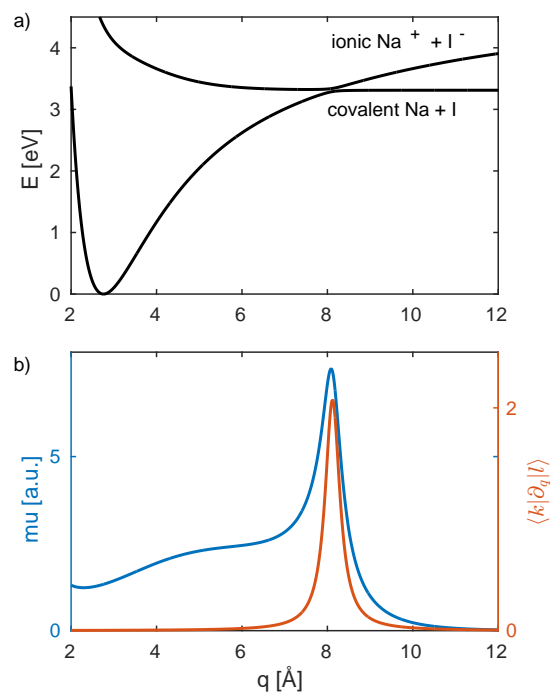 a)
ionic Na + + I -
covalent Na + I
E [eV]
4
3
2
1
0
2 4 6 8 10 12
b)
mu [a.u.]
5
0
2
0
⟨k|∂q|l⟩
2 4 6 8 10 12
q [Å]